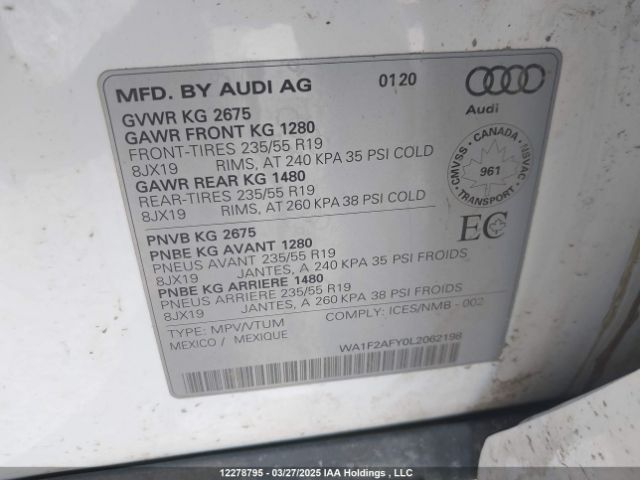 MFD. BY AUDI AG 0120
Audi
GVWR KG 2675
GAWR FRONT KG 1280
FRONT-TIRES 235/55 R19
8JX19 RIMS, AT 240 KPA 35 PSI COLD
GAWR REAR KG 1480
REAR-TIRES 235/55 R19
8JX19 RIMS, AT 260 KPA 38 PSI COLD
CMVSS - CANADA - NSVAC
961
TRANSPORT
EC
PNVB KG 2675
PNBE KG AVANT 1280
PNEUS AVANT 235/55 R19
8JX19 JANTES, A 240 KPA 35 PSI FROIDS
PNBE KG ARRIERE 1480
PNEUS ARRIERE 235/55 R19
8JX19 JANTES, A 260 KPA 38 PSI FROIDS
TYPE: MPV/VTUM COMPLY: ICES/NMB - 002
MEXICO / MEXIQUE
WA1F2AFY0L2062198
12278795 - 03/27/2025 IAA Holdings , LLC